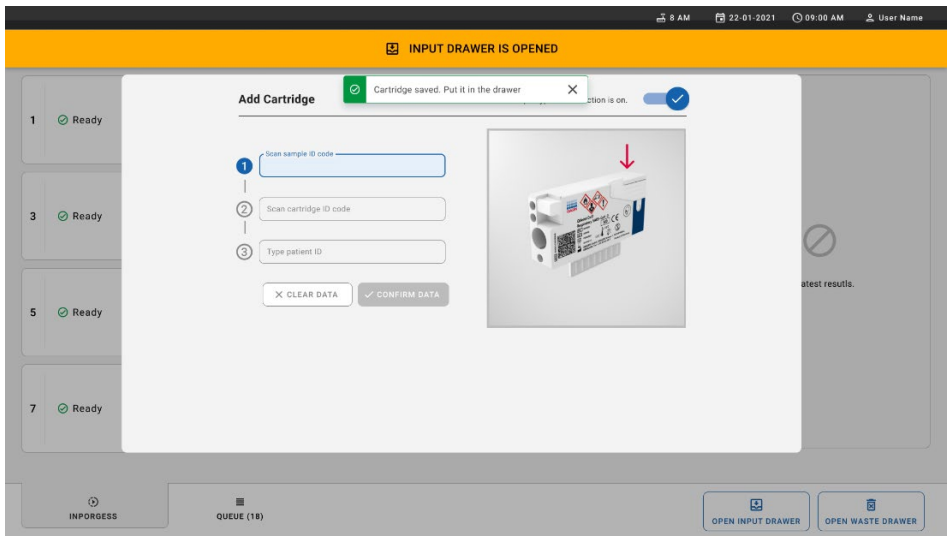 8 AM 22-01-2021 09:00 AM User Name
INPUT DRAWER IS OPENED
Cartridge saved. Put it in the drawer
Add Cartridge
ction is on.
1 Ready
1 Scan sample ID code
2 Scan cartridge ID code
3 Ready
3 Type patient ID
CLEAR DATA CONFIRM DATA
atest resutls.
5 Ready
7 Ready
INPORGESS
QUEUE (18)
OPEN INPUT DRAWER
OPEN WASTE DRAWER